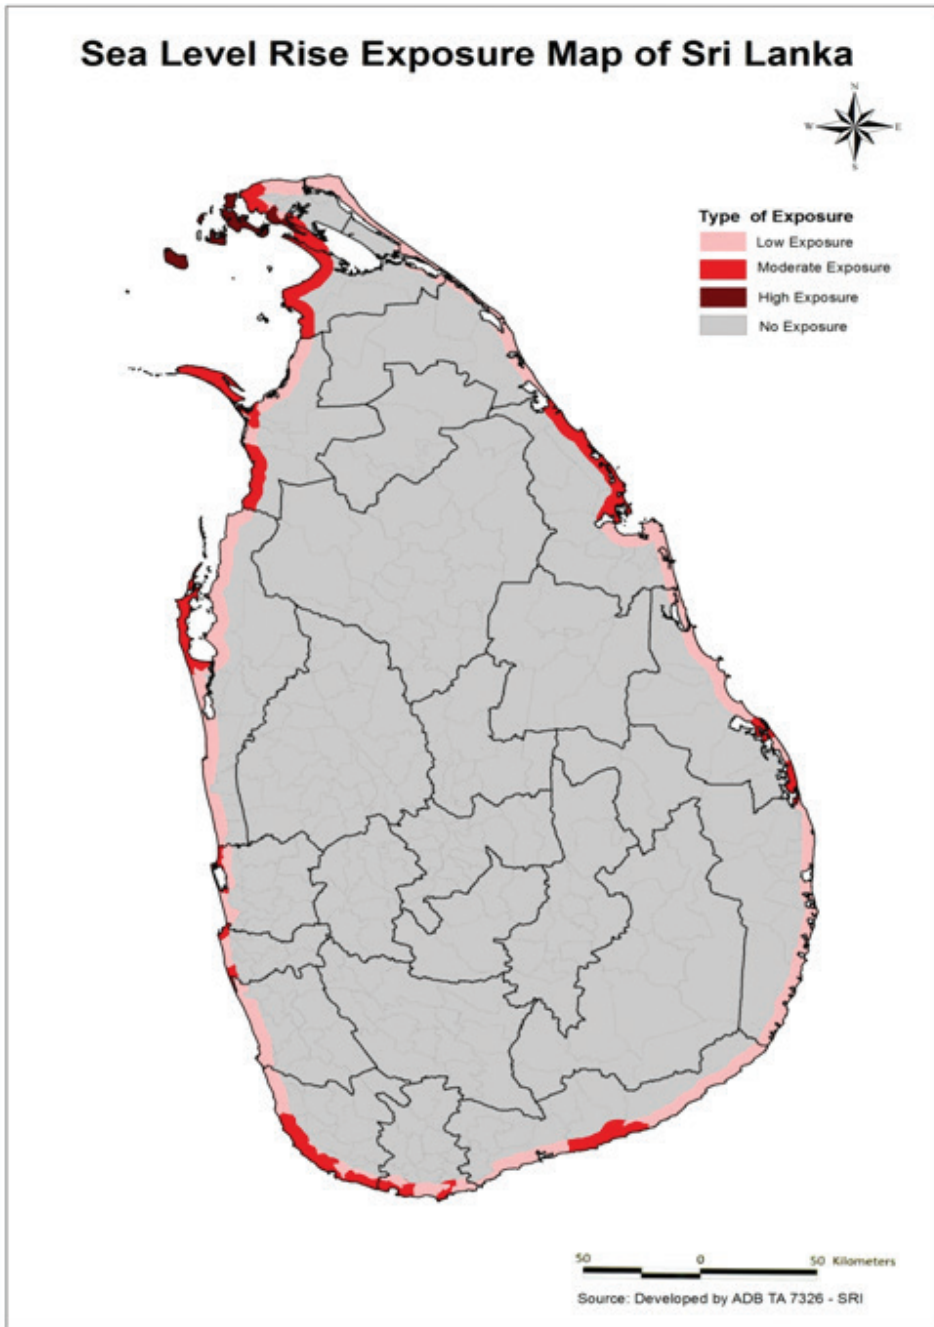 Sea Level Rise Exposure Map of Sri Lanka
N
W E
S
Type of Exposure
Low Exposure
Moderate Exposure
High Exposure
No Exposure
50 0 50 Kilometers
Source: Developed by ADB TA 7326 - SRI